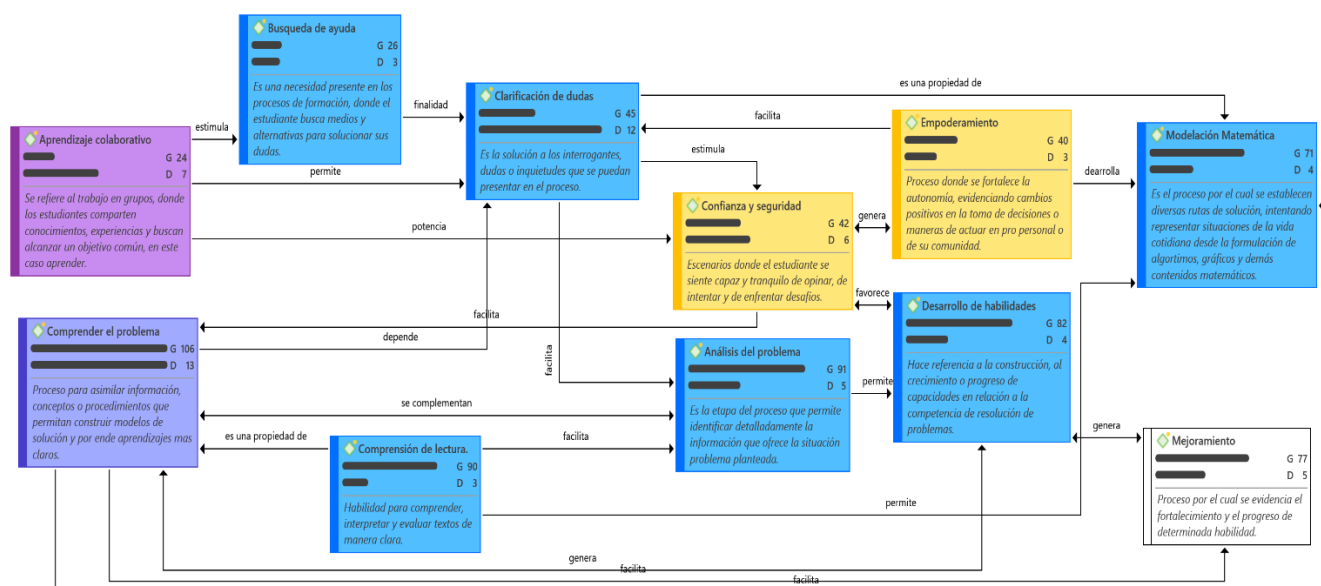 Busqueda de ayuda
G 26
D 3
Es una necesidad presente en los
procesos de formación, donde el
estudiante busca medios y
alternativas para solucionar sus
dudas.
finalidad
estimula
Aprendizaje colaborativo
G 24
D 7
Se refiere al trabajo en grupos, donde
los estudiantes comparten
conocimientos, experiencias y buscan
alcanzar un objetivo común, en este
caso aprender.
permite
potencia
Clarificación de dudas
G 45
D 12
Es la solución a los interrogantes,
dudas o inquietudes que se puedan
presentar en el proceso.
es una propiedad de
facilita
estimula
Empoderamiento
G 40
D 3
Proceso donde se fortalece la
autonomía, evidenciando cambios
positivos en la toma de decisiones o
maneras de actuar en pro personal o
de su comunidad.
dearrolla
Modelación Matemática
G 71
D 4
Es el proceso por el cual se establecen
diversas rutas de solución, intentando
representar situaciones de la vida
cotidiana desde la formulación de
algortimos, gráficos y demás
contenidos matemáticos.
Confianza y seguridad
G 42
D 6
Escenarios donde el estudiante se
siente capaz y tranquilo de opinar, de
intentar y de enfrentar desafíos.
genera
favorece
facilita
Comprender el problema
G 106
D 13
Proceso para asimilar información,
conceptos o procedimientos que
permitan construir modelos de
solución y por ende aprendizajes mas
claros.
depende
facilita
se complementan
es una propiedad de
facilita
Análisis del problema
G 91
D 5
Es la etapa del proceso que permite
identificar detalladamente la
información que ofrece la situación
problema planteada.
permite
Desarrollo de habilidades
G 82
D 4
Hace referencia a la construcción, al
crecimiento o progreso de
capacidades en relación a la
competencia de resolución de
problemas.
genera
Comprensión de lectura.
G 90
D 3
Habilidad para comprender,
interpretar y evaluar textos de
manera clara.
permite
Mejoramiento
G 77
D 5
Proceso por el cual se evidencia el
fortalecimiento y el progreso de
determinada habilidad.
genera
facilita
facilita